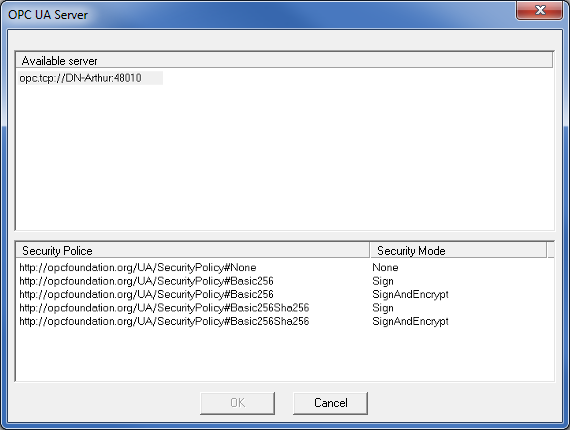 OPC UA Server
Available server
opc.tcp://DN-Arthur:48010
Security Police Security Mode
http://opcfoundation.org/UA/SecurityPolicy#None None
http://opcfoundation.org/UA/SecurityPolicy#Basic256 Sign
http://opcfoundation.org/UA/SecurityPolicy#Basic256 SignAndEncrypt
http://opcfoundation.org/UA/SecurityPolicy#Basic256Sha256 Sign
http://opcfoundation.org/UA/SecurityPolicy#Basic256Sha256 SignAndEncrypt
OK Cancel